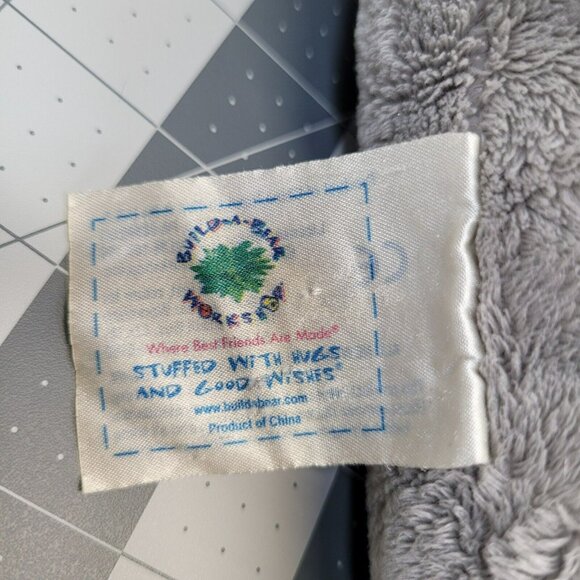 BUILD-A-BEAR
WORKSHOP
Where Best Friends Are Made®
STUFFED WITH HUGS
AND GOOD WISHES®
www.buildabear.com
Product of China
CE